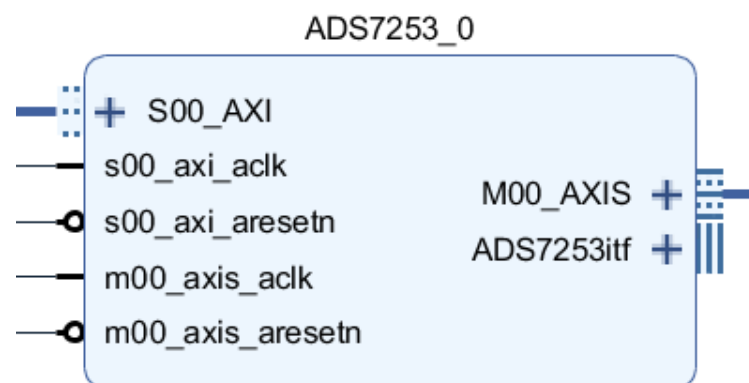 ADS7253_0
S00_AXI
s00_axi_aclk
s00_axi_aresetn
m00_axis_aclk
m00_axis_aresetn
M00_AXIS
ADS7253itf